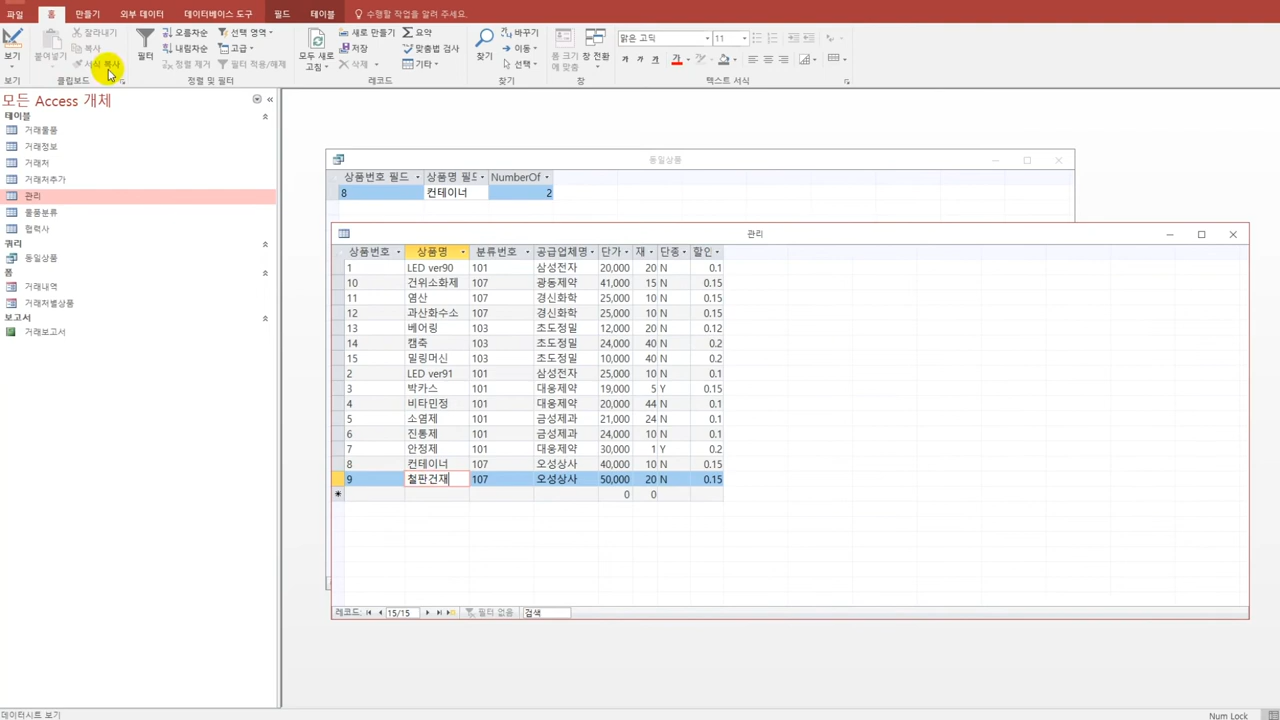 파일 홈 만들기 외부 데이터 데이터베이스 도구 필드 테이블 수행할 작업을 알려 주세요.
보기 붙여넣기 잘라내기 복사 서식 복사
필터 오름차순 내림차순 정렬 제거 선택 영역 고급 필터 적용/해제
모두 새로 고침 새로 만들기 저장 삭제 요약 맞춤법 검사 기타
찾기 바꾸기 이동 선택 폼 크기에 맞춤 창 전환
맑은 고딕 11 가 가 가 가
보기 클립보드 정렬 및 필터 레코드 찾기 창 텍스트 서식
모든 Access 개체
테이블
거래물품
거래정보
거래처
거래처추가
관리
물품분류
협력사
쿼리
동일상품
폼
거래내역
거래처별상품
보고서
거래보고서
동일상품
상품번호 필드 상품명 필드 NumberOf
8 컨테이너 2
관리
상품번호 상품명 분류번호 공급업체명 단가 재 단종 할인
1 LED ver90 101 삼성전자 20,000 20 N 0.1
10 건위소화제 107 광동제약 41,000 15 N 0.15
11 염산 107 경신화학 25,000 10 N 0.15
12 과산화수소 107 경신화학 25,000 10 N 0.15
13 베어링 103 초도정밀 12,000 20 N 0.12
14 캠축 103 초도정밀 24,000 40 N 0.2
15 밀링머신 103 초도정밀 10,000 40 N 0.2
2 LED ver91 101 삼성전자 25,000 10 N 0.1
3 박카스 101 대웅제약 19,000 5 Y 0.15
4 비타민정 101 대웅제약 20,000 44 N 0.1
5 소염제 101 금성제과 21,000 24 N 0.1
6 진통제 101 금성제과 24,000 10 N 0.1
7 안정제 101 대웅제약 30,000 1 Y 0.2
8 컨테이너 107 오성상사 40,000 10 N 0.15
9 철판건재 107 오성상사 50,000 20 N 0.15
0 0
레코드: 15/15 필터 없음 검색
데이터시트 보기 Num Lock